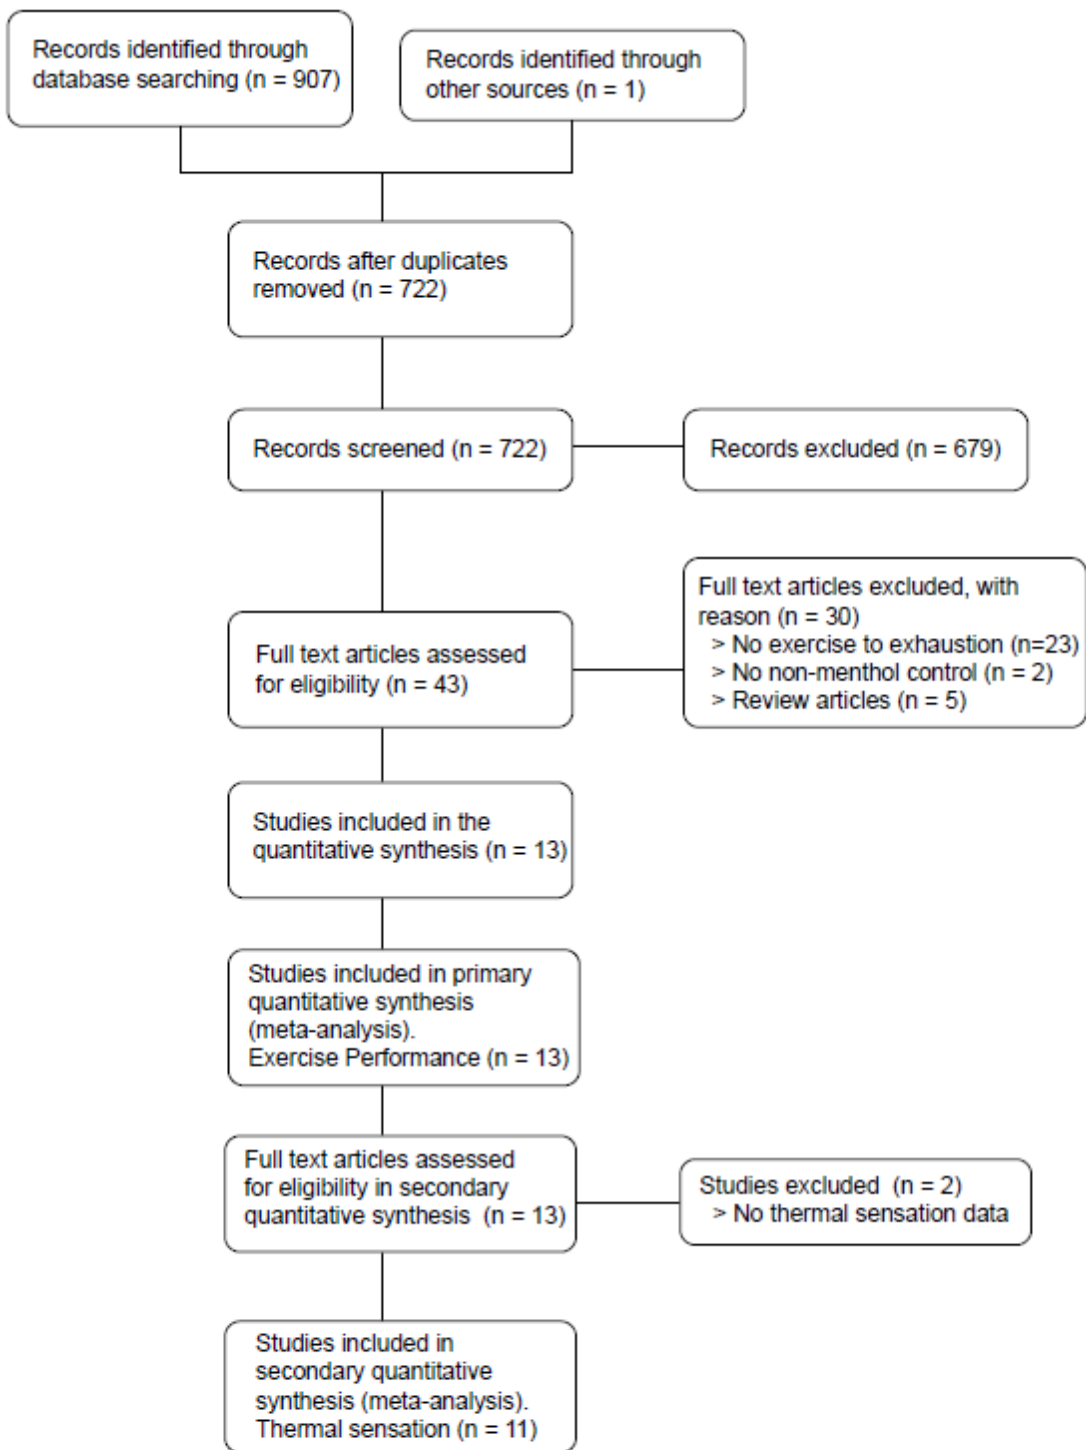 Records identified through
database searching (n = 907)
Records identified through
other sources (n = 1)
Records after duplicates
removed (n = 722)
Records screened (n = 722)
Records excluded (n = 679)
Full text articles assessed
for eligibility (n = 43)
Full text articles excluded, with
reason (n = 30)
> No exercise to exhaustion (n=23)
> No non-menthol control (n = 2)
> Review articles (n = 5)
Studies included in the
quantitative synthesis (n = 13)
Studies included in primary
quantitative synthesis
(meta-analysis).
Exercise Performance (n = 13)
Full text articles assessed
for eligibility in secondary
quantitative synthesis (n = 13)
Studies excluded (n = 2)
> No thermal sensation data
Studies included in
secondary quantitative
synthesis (meta-analysis).
Thermal sensation (n = 11)